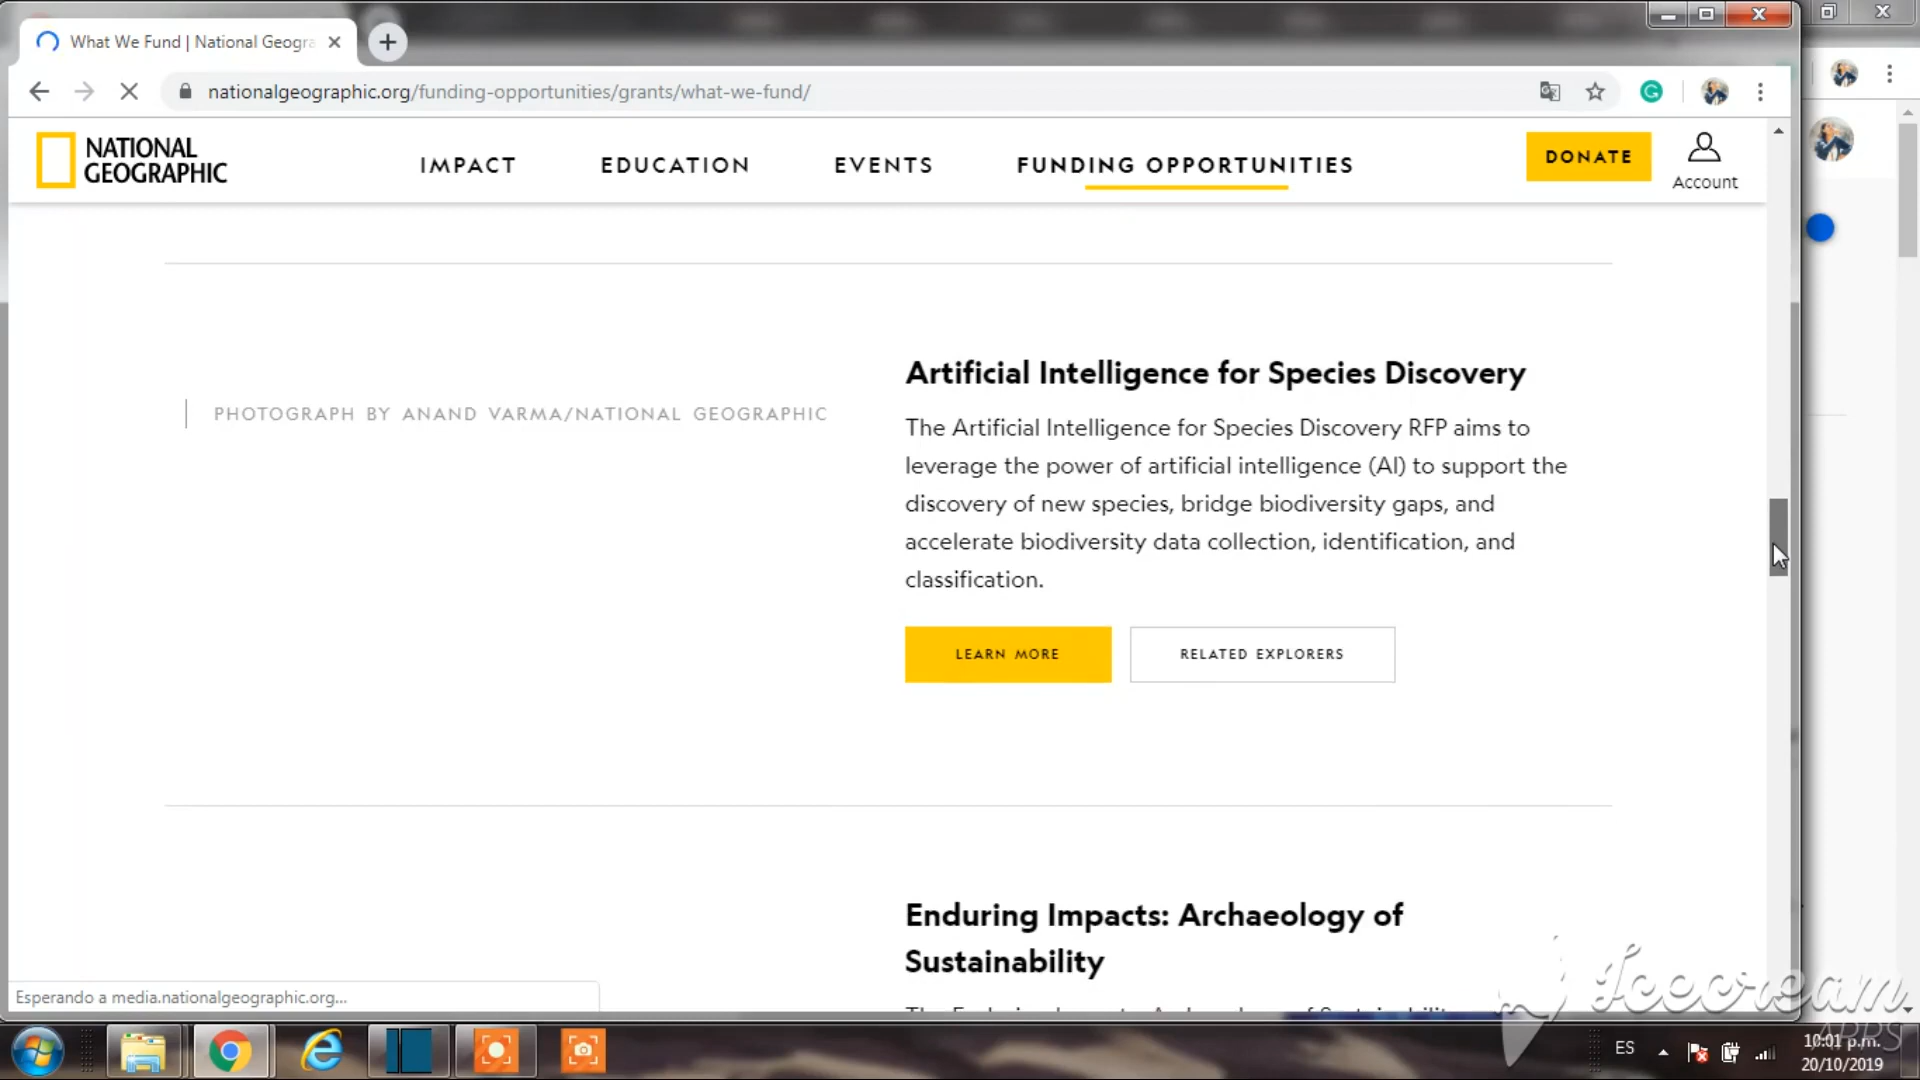 What We Fund | National Geogra
nationalgeographic.org/funding-opportunities/grants/what-we-fund/
NATIONAL
GEOGRAPHIC
IMPACT
EDUCATION
EVENTS
FUNDING OPPORTUNITIES
DONATE
Account
PHOTOGRAPH BY ANAND VARMA/NATIONAL GEOGRAPHIC
Artificial Intelligence for Species Discovery
The Artificial Intelligence for Species Discovery RFP aims to
leverage the power of artificial intelligence (AI) to support the
discovery of new species, bridge biodiversity gaps, and
accelerate biodiversity data collection, identification, and
classification.
LEARN MORE
RELATED EXPLORERS
Enduring Impacts: Archaeology of
Sustainability
Esperando a media.nationalgeographic.org...
Icecream
APPS
ES
10:01 p.m.
20/10/2019